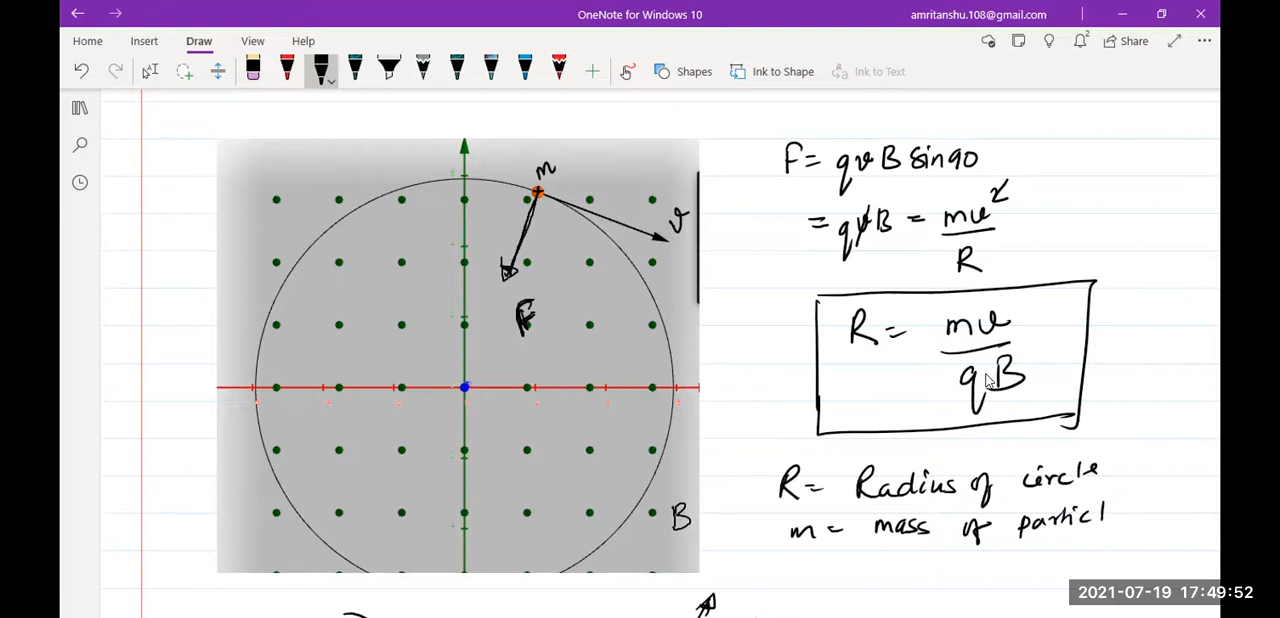 OneNote for Windows 10
amritanshu.108@gmail.com
Home Insert Draw View Help
2
Share
Shapes
Ink to Shape
Ink to Text
m
v
F
B
F = qvB sin90
= qvB = mv²
R
R = mv
qB
R = Radius of circle
m = mass of particl
2021-07-19 17:49:52